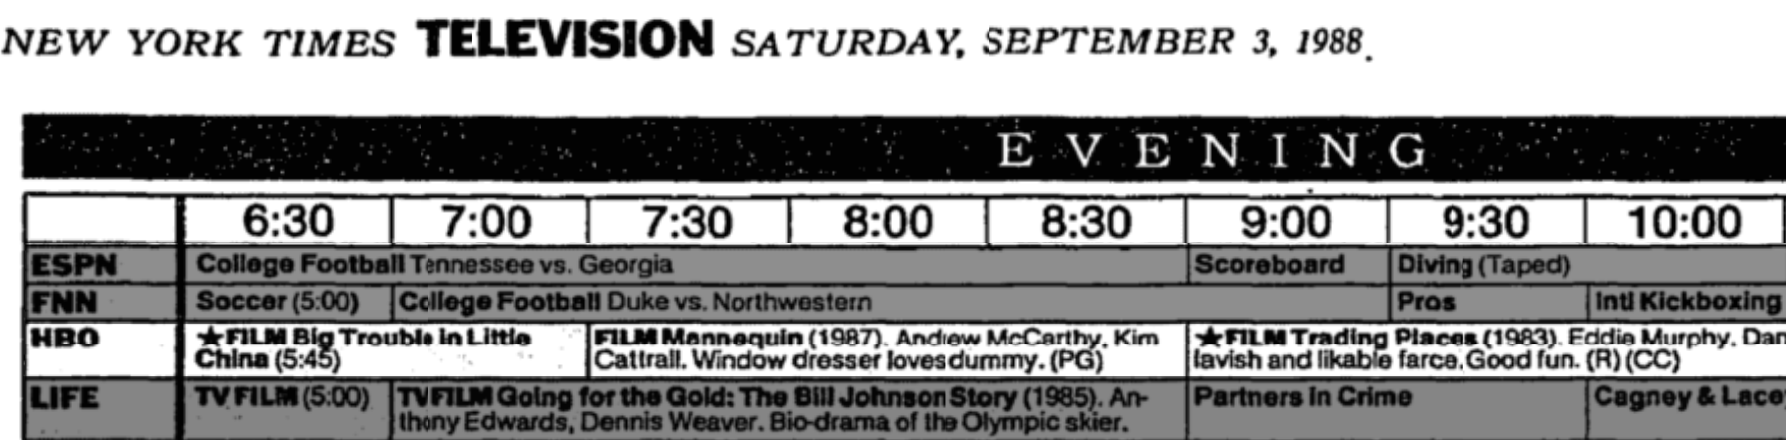 NEW YORK TIMES TELEVISION SATURDAY, SEPTEMBER 3, 1988.
EVENING
6:30 7:00 7:30 8:00 8:30 9:00 9:30 10:00
ESPN College Football Tennessee vs. Georgia Scoreboard Diving (Taped)
FNN Soccer (5:00) College Football Duke vs. Northwestern Pros Intl Kickboxing
HBO ★FILM Big Trouble in Little FILM Mannequin (1987). Andrew McCarthy, Kim ★FILM Trading Places (1983). Eddie Murphy, Dan
China (5:45) Cattrall. Window dresser loves dummy. (PG) lavish and likable farce. Good fun. (R) (CC)
LIFE TV FILM (5:00) TV FILM Going for the Gold: The Bill Johnson Story (1985). An- Partners in Crime Cagney & Lace
thony Edwards, Dennis Weaver. Bio-drama of the Olympic skier.